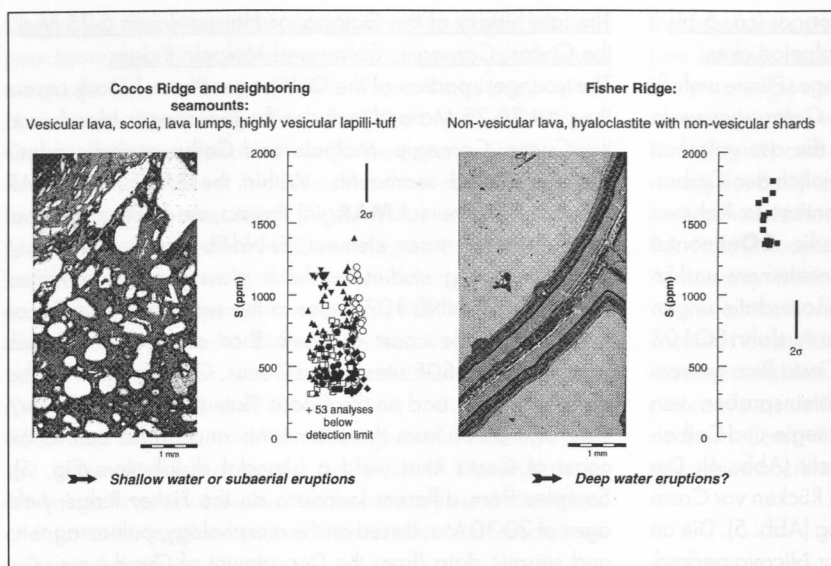 Cocos Ridge and neighboring
seamounts:
Vesicular lava, scoria, lava lumps, highly vesicular lapilli-tuff
2000
1500
1000
500
0
S (ppm)
2σ
+ 53 analyses
below
detection limit
1 mm
Shallow water or subaerial eruptions
Fisher Ridge:
Non-vesicular lava, hyaloclastite with non-vesicular shards
2000
1500
1000
500
0
S (ppm)
2σ
1 mm
Deep water eruptions?